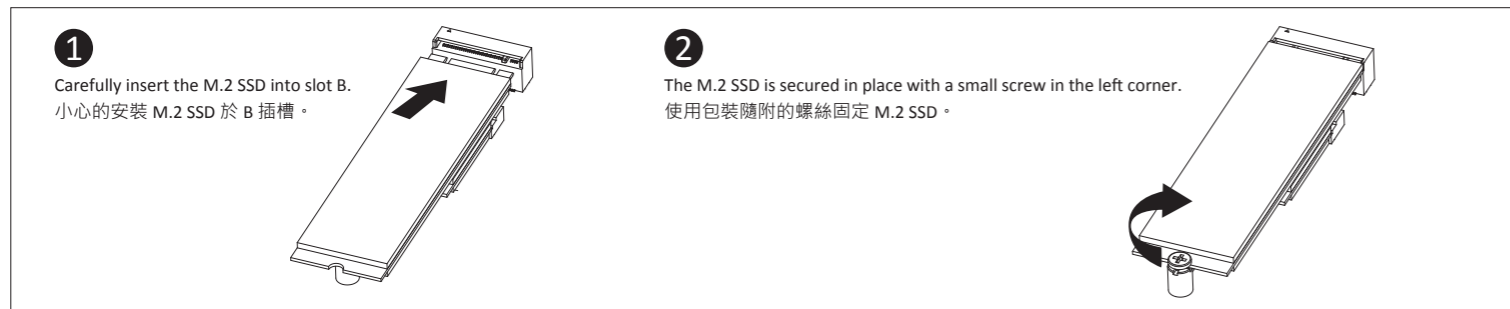 1
Carefully insert the M.2 SSD into slot B.
小心的安裝 M.2 SSD 於 B 插槽。
2
The M.2 SSD is secured in place with a small screw in the left corner.
使用包裝隨附的螺絲固定 M.2 SSD。